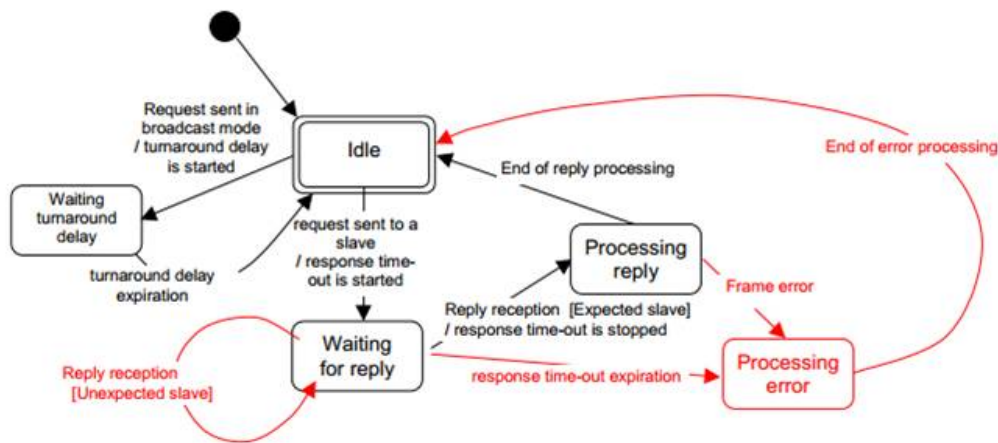 Request sent in
broadcast mode
/ turnaround delay
is started
Idle
End of error processing
End of reply processing
Waiting
turnaround
delay
request sent to a
slave
/ response time-
out is started
Processing
reply
turnaround delay
expiration
Frame error
Reply reception [Expected slave]
/ response time-out is stopped
Waiting
for reply
Processing
error
Reply reception
[Unexpected slave]
response time-out expiration